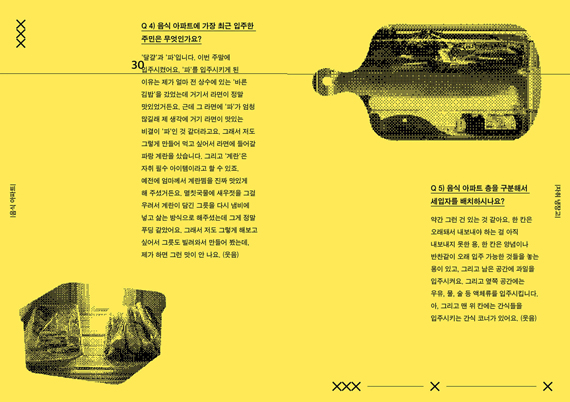 Q 4) 음식 아파트에 가장 최근 입주한
주민은 무엇인가요?
'달걀'과 '파'입니다. 이번 주말에
입주시켰어요. '파'를 입주시키게 된
이유는 제가 얼마 전 상수에 있는 '바른
김밥'을 갔었는데 거기서 라면이 정말
맛있었거든요. 근데 그 라면에 '파'가 엄청
많길래 제 생각에 거기 라면이 맛있는
비결이 '파'인 것 같더라고요. 그래서 저도
그렇게 만들어 먹고 싶어서 라면에 들어갈
파랑 계란을 샀습니다. 그리고 '계란'은
자취 필수 아이템이라고 할 수 있죠.
예전에 엄마께서 계란찜을 진짜 맛있게
해 주셨거든요. 멸칫국물에 새우젓을 그걸
우려서 계란이 담긴 그릇을 다시 냄비에
넣고 삶는 방식으로 해주셨는데 그게 정말
푸딩 같았어요. 그래서 저도 그렇게 해보고
싶어서 그릇도 빌려와서 만들어 봤는데,
제가 하면 그런 맛이 안 나요. (웃음)
30
[음식 아파트]
Q 5) 음식 아파트 층을 구분해서
세입자를 배치하시나요?
약간 그런 건 있는 것 같아요. 한 칸은
오래돼서 내보내야 하는 걸 아직
내보내지 못한 용, 한 칸은 양념이나
반찬같이 오래 입주 가능한 것들을 놓는
용이 있고, 그리고 남은 공간에 과일을
입주시켜요. 그리고 옆쪽 공간에는
우유, 물, 술 등 액체류를 입주시킵니다.
아, 그리고 맨 위 칸에는 간식들을
입주시키는 간식 코너가 있어요. (웃음)